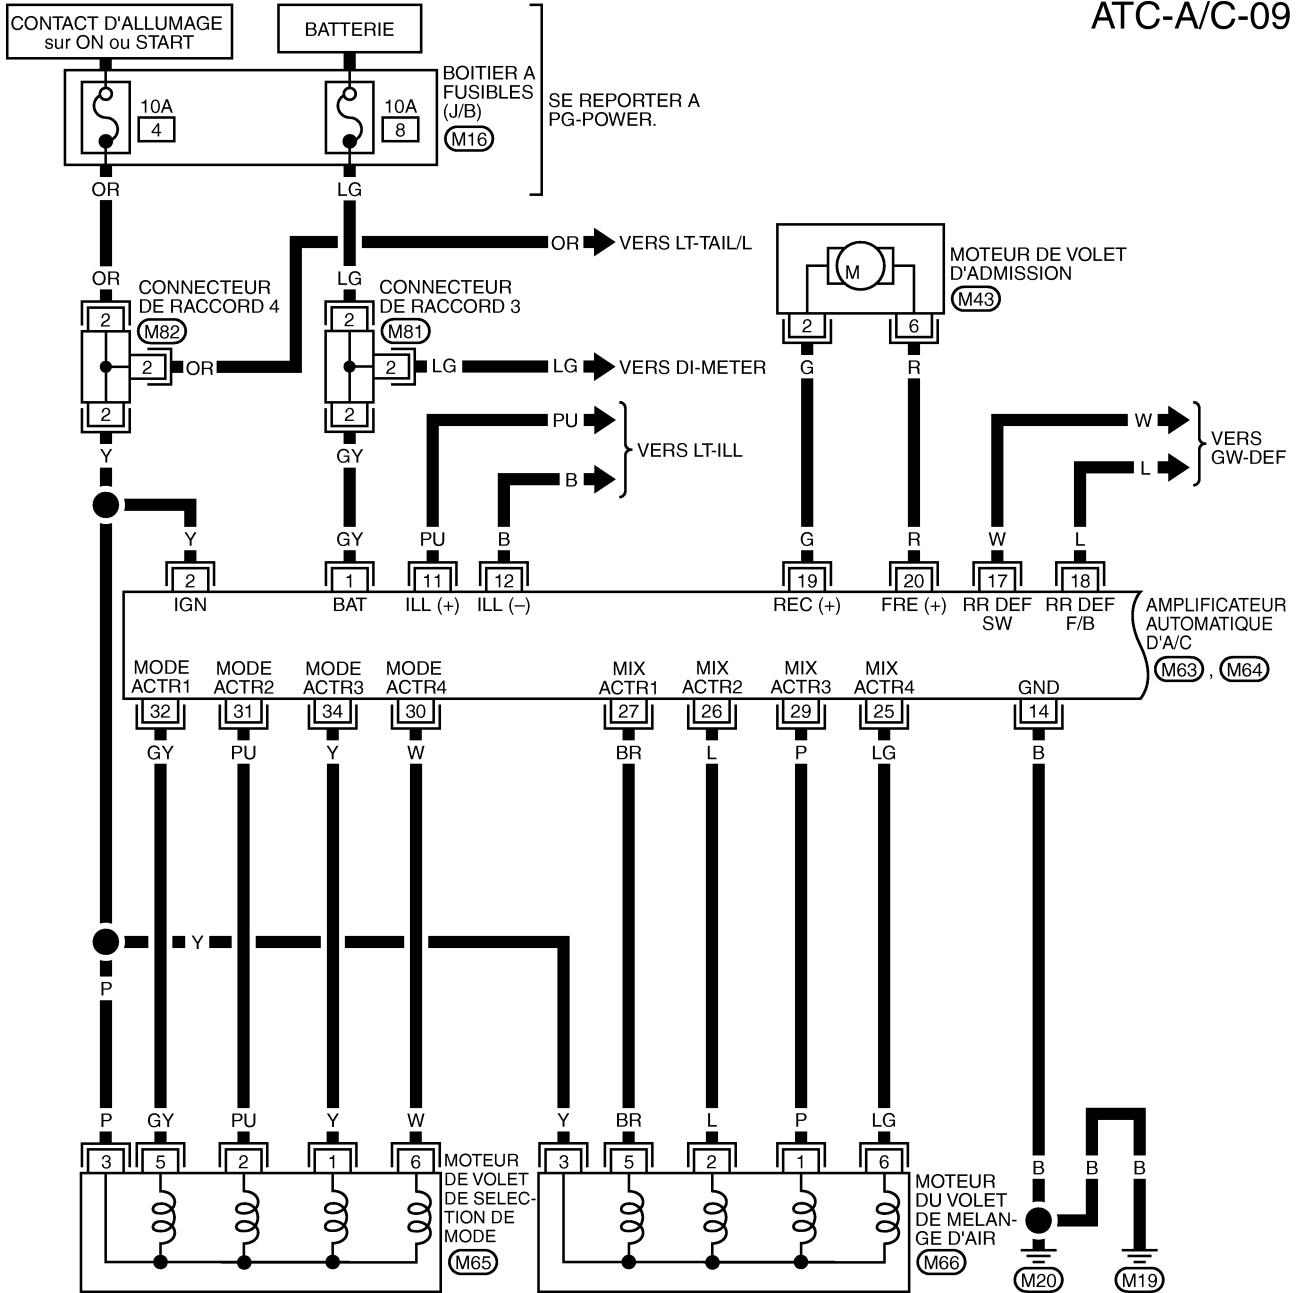 ATC-A/C-09
CONTACT D'ALLUMAGE
sur ON ou START
BATTERIE
10A
4
10A
8
BOITIER A
FUSIBLES
(J/B)
M16
SE REPORTER A
PG-POWER.
OR
LG
OR
VERS LT-TAIL/L
OR
LG
CONNECTEUR
DE RACCORD 4
M82
CONNECTEUR
DE RACCORD 3
M81
2
2
2
OR
2
LG
LG
VERS DI-METER
2
2
MOTEUR DE VOLET
D'ADMISSION
M43
M
2
6
G
R
PU
B
VERS LT-ILL
W
L
VERS
GW-DEF
Y
GY
Y
GY
PU
B
G
R
W
L
2
1
11
12
19
20
17
18
IGN
BAT
ILL (+)
ILL (–)
REC (+)
FRE (+)
RR DEF
SW
RR DEF
F/B
AMPLIFICATEUR
AUTOMATIQUE
D'A/C
M63 , M64
MODE
ACTR1
MODE
ACTR2
MODE
ACTR3
MODE
ACTR4
MIX
ACTR1
MIX
ACTR2
MIX
ACTR3
MIX
ACTR4
GND
32
31
34
30
27
26
29
25
14
GY
PU
Y
W
BR
L
P
LG
B
Y
P
P
GY
PU
Y
W
Y
BR
L
P
LG
3
5
2
1
6
MOTEUR
DE VOLET
DE SELEC-
TION DE
MODE
M65
3
5
2
1
6
MOTEUR
DU VOLET
DE MELAN-
GE D'AIR
M66
B
B
B
M20
M19